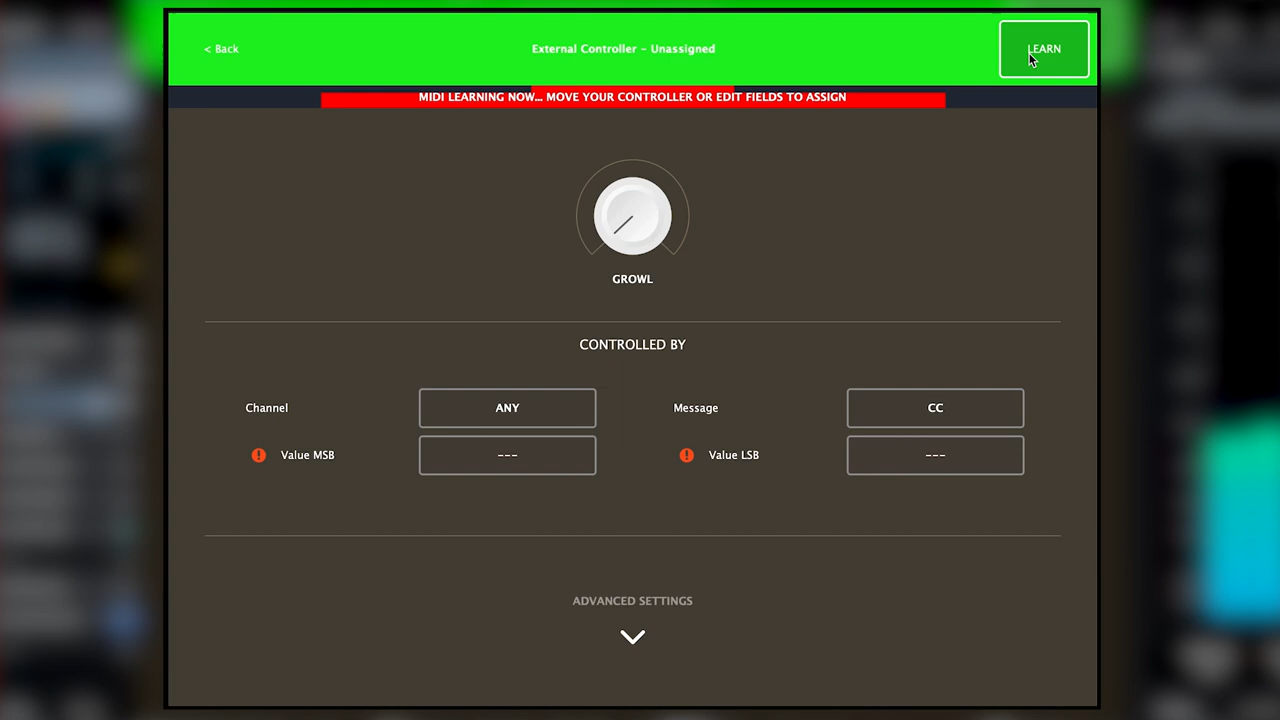 < Back
External Controller – Unassigned
LEARN
MIDI LEARNING NOW... MOVE YOUR CONTROLLER OR EDIT FIELDS TO ASSIGN
GROWL
CONTROLLED BY
Channel
ANY
Message
CC
Value MSB
---
Value LSB
---
ADVANCED SETTINGS